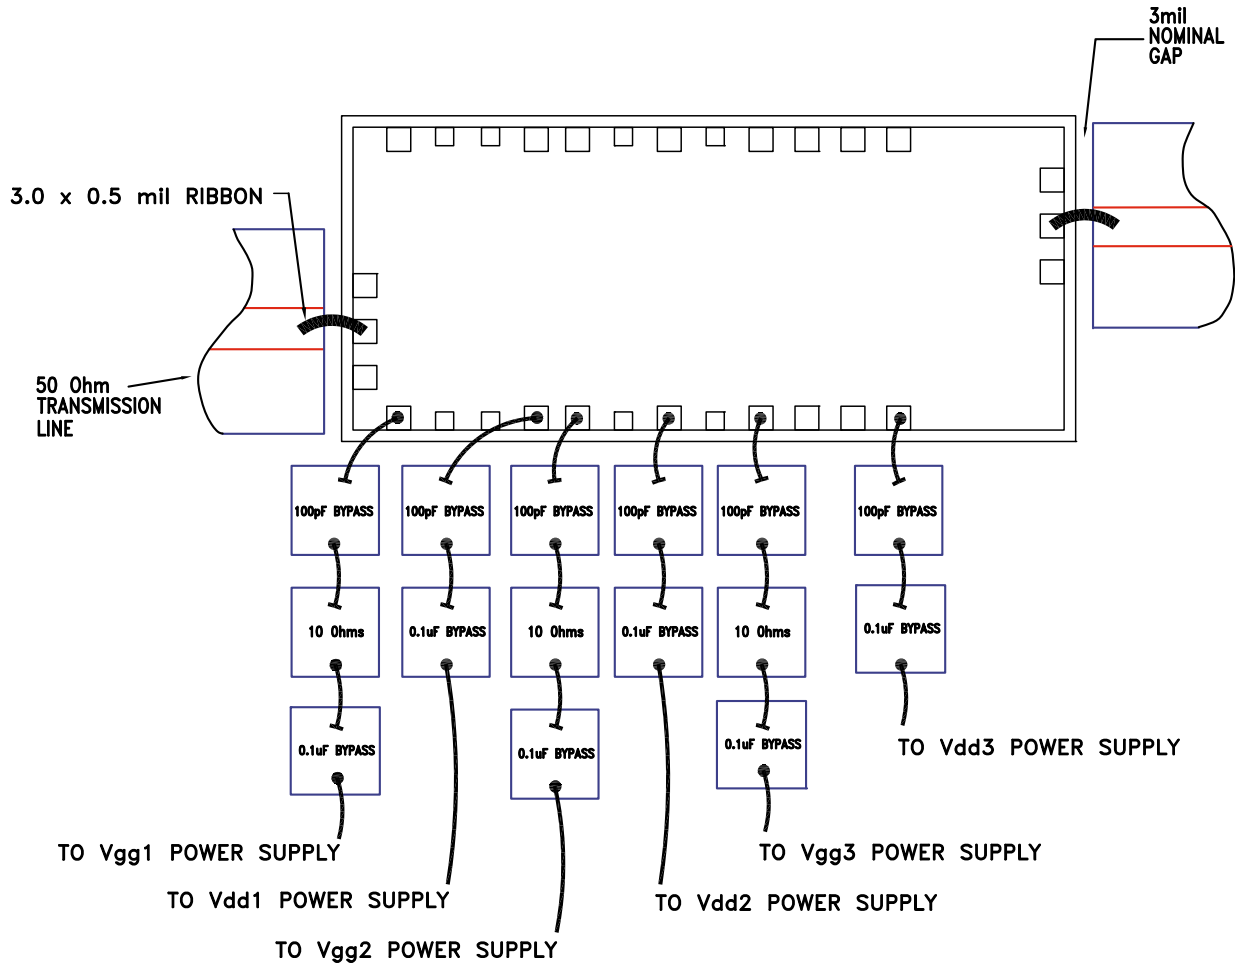 3mil
NOMINAL
GAP
3.0 x 0.5 mil RIBBON
50 Ohm
TRANSMISSION
LINE
100pF BYPASS
100pF BYPASS
100pF BYPASS
100pF BYPASS
100pF BYPASS
100pF BYPASS
10 Ohms
0.1uF BYPASS
10 Ohms
0.1uF BYPASS
10 Ohms
0.1uF BYPASS
0.1uF BYPASS
0.1uF BYPASS
0.1uF BYPASS
TO Vdd3 POWER SUPPLY
TO Vgg1 POWER SUPPLY
TO Vgg3 POWER SUPPLY
TO Vdd1 POWER SUPPLY
TO Vdd2 POWER SUPPLY
TO Vgg2 POWER SUPPLY